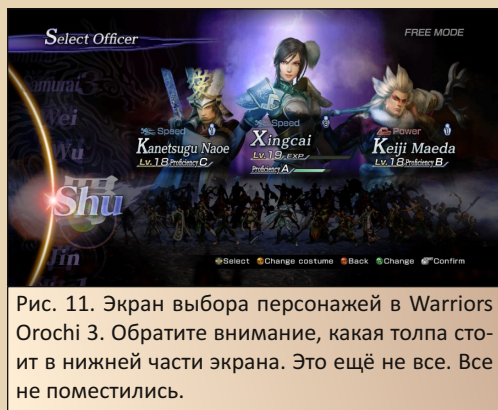 Select Officer
FREE MODE
Samurai 3
Wei
Wu
Shu
Jin
Speed
Kanetsugu Naoe
Lv. 18 Proficiency C
Speed
Xingcai
Lv. 19 EXP
Proficiency A
Power
Keiji Maeda
Lv. 18 Proficiency B
Select Change costume Back Change Confirm
Рис. 11. Экран выбора персонажей в Warriors
Orochi 3. Обратите внимание, какая толпа сто-
ит в нижней части экрана. Это ещё не все. Все
не поместились.